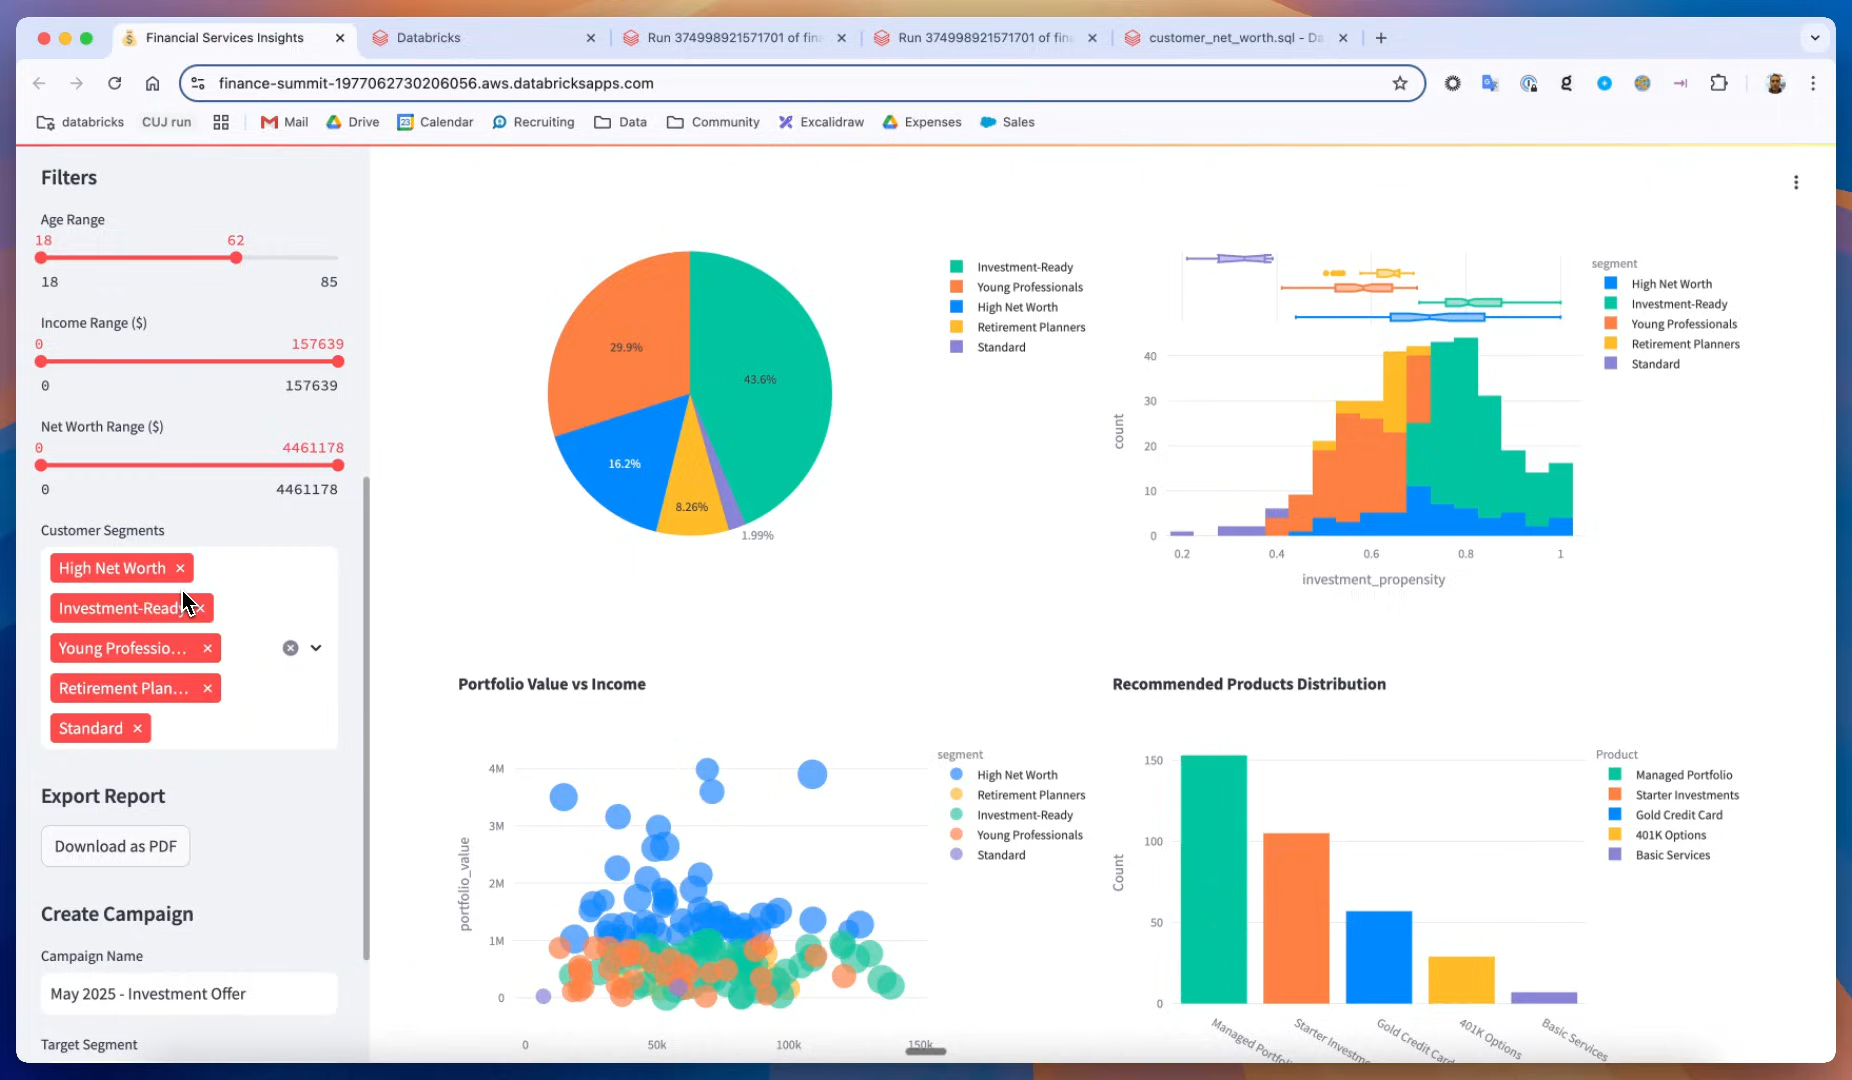 Financial Services Insights
Databricks
Run 374998921571701 of fin
Run 374998921571701 of fin
customer_net_worth.sql - Da
finance-summit-1977062730206056.aws.databricksapps.com
databricks
CUJ run
Mail
Drive
Calendar
Recruiting
Data
Community
Excalidraw
Expenses
Sales
Filters
Age Range
18
62
18
85
Income Range ($)
0
157639
0
157639
Net Worth Range ($)
0
4461178
0
4461178
Customer Segments
High Net Worth
Investment-Ready
Young Professio...
Retirement Plan...
Standard
Export Report
Download as PDF
Create Campaign
Campaign Name
May 2025 - Investment Offer
Target Segment
29.9%
43.6%
16.2%
8.26%
1.99%
Investment-Ready
Young Professionals
High Net Worth
Retirement Planners
Standard
segment
High Net Worth
Investment-Ready
Young Professionals
Retirement Planners
Standard
count
40
30
20
10
0
0.2
0.4
0.6
0.8
1
investment_propensity
Portfolio Value vs Income
portfolio_value
4M
3M
2M
1M
0
0
50k
100k
150k
segment
High Net Worth
Retirement Planners
Investment-Ready
Young Professionals
Standard
Recommended Products Distribution
Count
150
100
50
0
Managed Portfo
Starter Investm
Gold Credit Card
401K Options
Basic Services
Product
Managed Portfolio
Starter Investments
Gold Credit Card
401K Options
Basic Services